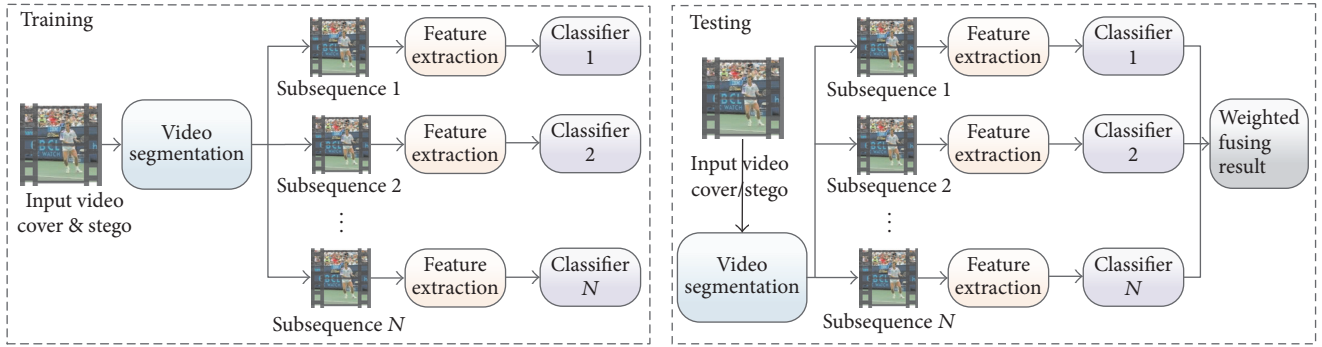 Training
Input video
cover & stego
Video
segmentation
Subsequence 1
Feature
extraction
Classifier
1
Subsequence 2
Feature
extraction
Classifier
2
⋮
Subsequence N
Feature
extraction
Classifier
N
Testing
Input video
cover/stego
Video
segmentation
Subsequence 1
Feature
extraction
Classifier
1
Subsequence 2
Feature
extraction
Classifier
2
⋮
Subsequence N
Feature
extraction
Classifier
N
Weighted
fusing
result